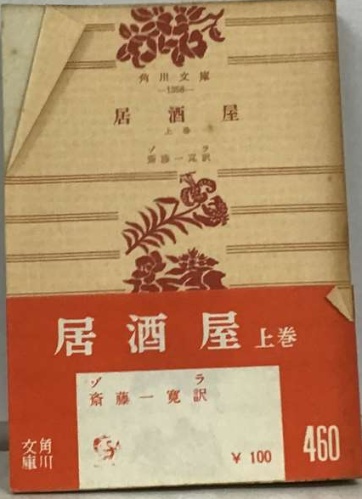 角川文庫
—1358—
居酒屋
上巻
ゾラ
斎藤一寛訳
居酒屋 上巻
ゾラ
斎藤一寛訳
角川文庫
¥ 100
460